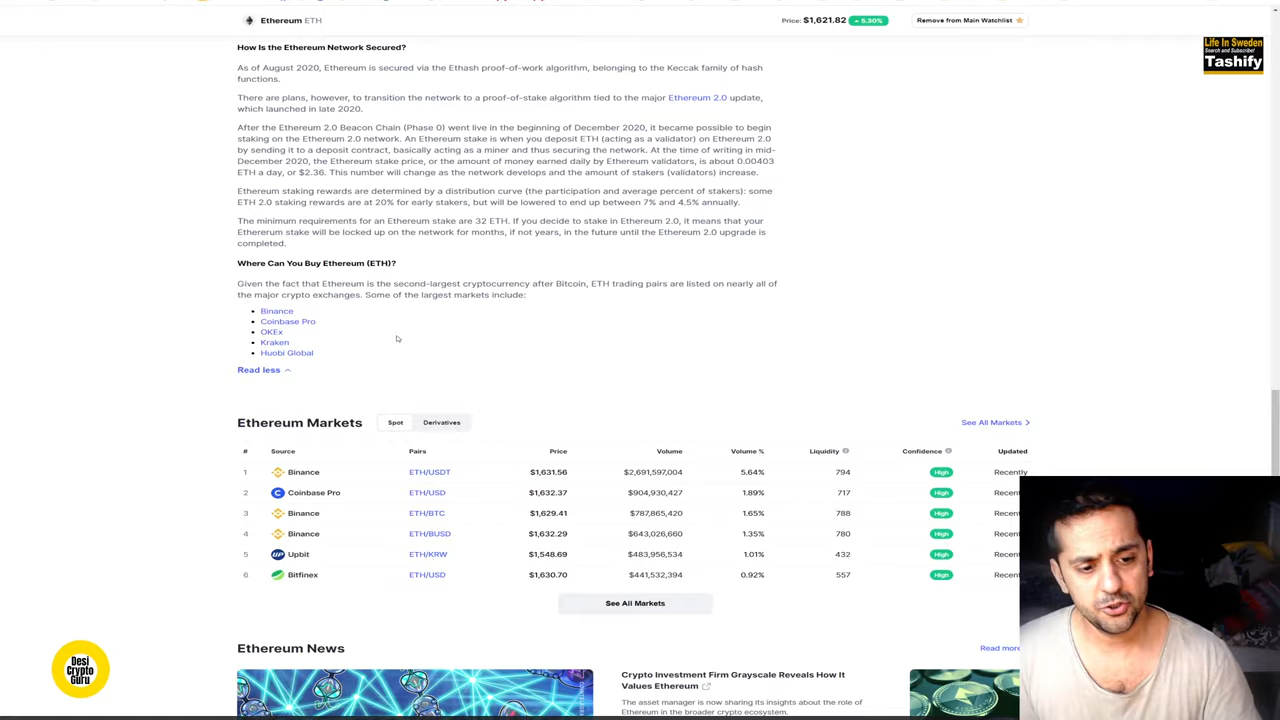 Ethereum ETH
Price: $1,621.82 5.30%
Remove from Main Watchlist
Life In Sweden
Search and Subscribe!
Tashify
How Is the Ethereum Network Secured?
As of August 2020, Ethereum is secured via the Ethash proof-of-work algorithm, belonging to the Keccak family of hash
functions.
There are plans, however, to transition the network to a proof-of-stake algorithm tied to the major Ethereum 2.0 update,
which launched in late 2020.
After the Ethereum 2.0 Beacon Chain (Phase 0) went live in the beginning of December 2020, it became possible to begin
staking on the Ethereum 2.0 network. An Ethereum stake is when you deposit ETH (acting as a validator) on Ethereum 2.0
by sending it to a deposit contract, basically acting as a miner and thus securing the network. At the time of writing in mid-
December 2020, the Ethereum stake price, or the amount of money earned daily by Ethereum validators, is about 0.00403
ETH a day, or $2.36. This number will change as the network develops and the amount of stakers (validators) increase.
Ethereum staking rewards are determined by a distribution curve (the participation and average percent of stakers): some
ETH 2.0 staking rewards are at 20% for early stakers, but will be lowered to end up between 7% and 4.5% annually.
The minimum requirements for an Ethereum stake are 32 ETH. If you decide to stake in Ethereum 2.0, it means that your
Ethererum stake will be locked up on the network for months, if not years, in the future until the Ethereum 2.0 upgrade is
completed.
Where Can You Buy Ethereum (ETH)?
Given the fact that Ethereum is the second-largest cryptocurrency after Bitcoin, ETH trading pairs are listed on nearly all of
the major crypto exchanges. Some of the largest markets include:
Binance
Coinbase Pro
OKEx
Kraken
Huobi Global
Read less
Ethereum Markets Spot Derivatives See All Markets
# Source Pairs Price Volume Volume % Liquidity Confidence Updated
1 Binance ETH/USDT $1,631.56 $2,691,597,004 5.64% 794 High Recently
2 Coinbase Pro ETH/USD $1,632.37 $904,930,427 1.89% 717 High Recent
3 Binance ETH/BTC $1,629.41 $787,865,420 1.65% 788 High Recent
4 Binance ETH/BUSD $1,632.29 $643,026,660 1.35% 780 High Recent
5 Upbit ETH/KRW $1,548.69 $483,956,534 1.01% 432 High Recent
6 Bitfinex ETH/USD $1,630.70 $441,532,394 0.92% 557 High Recent
See All Markets
Ethereum News
Read more
Crypto Investment Firm Grayscale Reveals How It
Values Ethereum
The asset manager is now sharing its insights about the role of
Ethereum in the broader crypto ecosystem.
Desi
Crypto
Guru